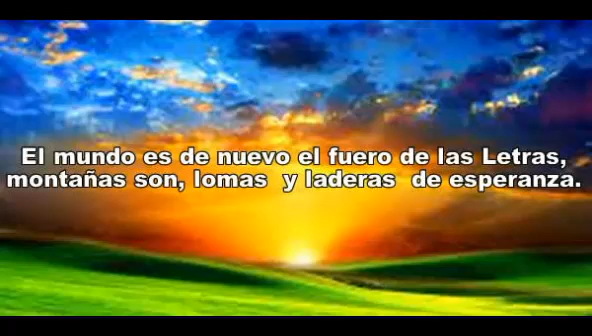 El mundo es de nuevo el fuero de las Letras,
montañas son, lomas  y laderas  de esperanza.